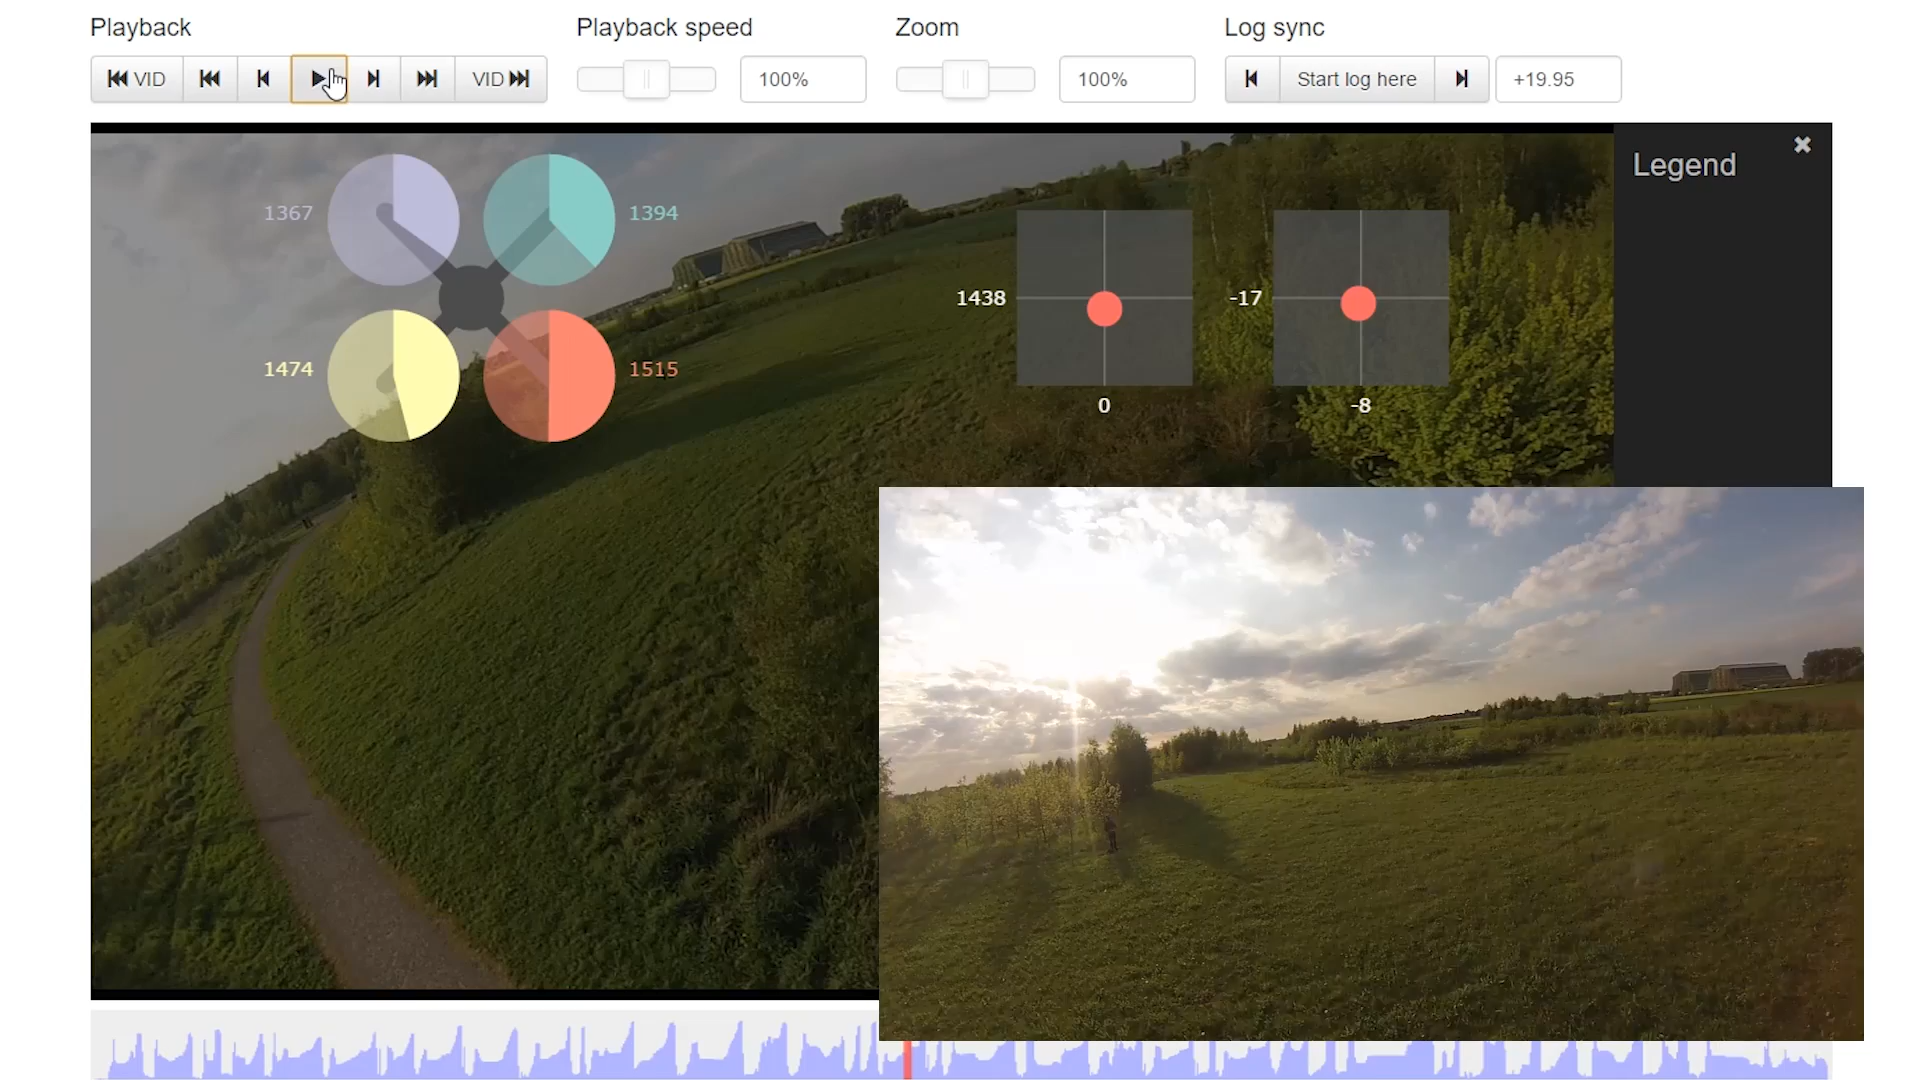 Playback
Playback speed
Zoom
Log sync
VID
VID
100%
100%
Start log here
+19.95
Legend
1367
1394
1438
-17
1474
1515
0
-8